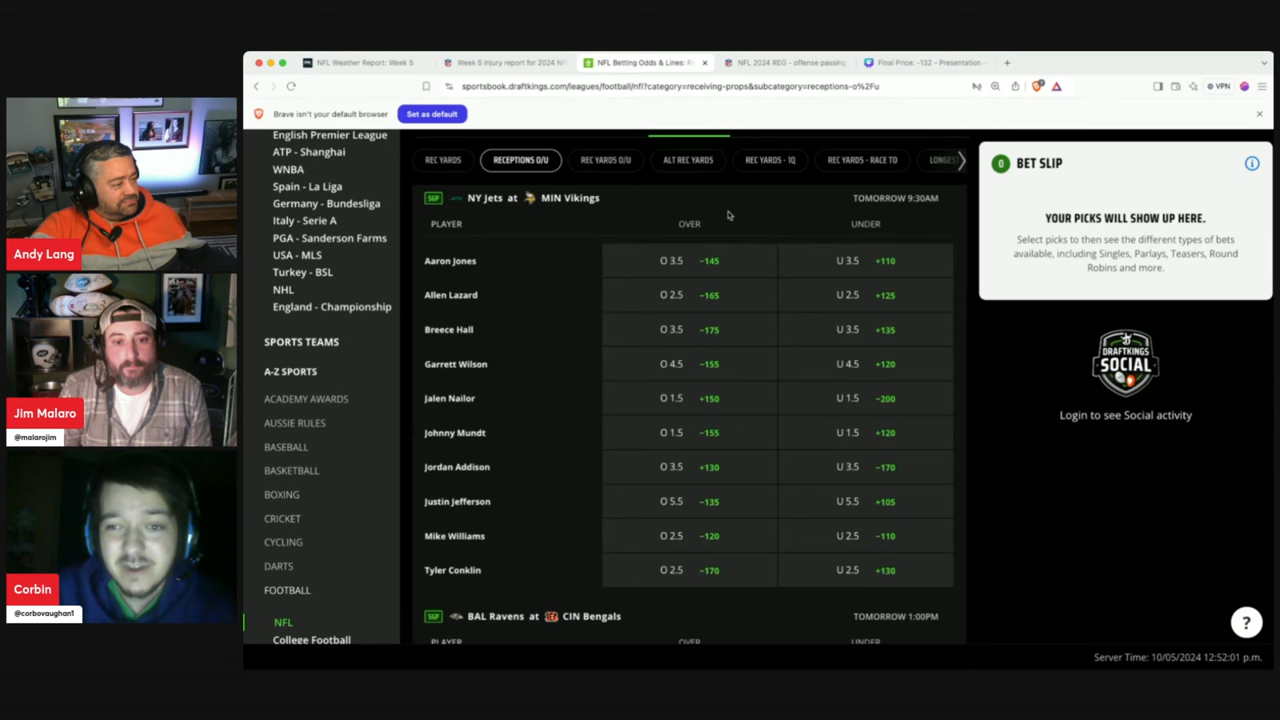 Andy Lang
Jim Malaro
@malarojim
Corbin
@corbovaughan1
NFL Weather Report: Week 5
Week 5 injury report for 2024 NF
NFL Betting Odds & Lines: R
NFL 2024 REG - offense passing
Final Price: -132 - Presentation -
sportsbook.draftkings.com/leagues/football/nfl?category=receiving-props&subcategory=receptions-o%2Fu
VPN
Brave isn't your default browser
Set as default
English Premier League
ATP - Shanghai
WNBA
Spain - La Liga
Germany - Bundesliga
Italy - Serie A
PGA - Sanderson Farms
USA - MLS
Turkey - BSL
NHL
England - Championship
SPORTS TEAMS
A-Z SPORTS
ACADEMY AWARDS
AUSSIE RULES
BASEBALL
BASKETBALL
BOXING
CRICKET
CYCLING
DARTS
FOOTBALL
NFL
College Football
REC YARDS
RECEPTIONS O/U
REC YARDS O/U
ALT REC YARDS
REC YARDS - 1Q
REC YARDS - RACE TO
LONGEST
SGP NY Jets at MIN Vikings TOMORROW 9:30AM
PLAYER OVER UNDER
Aaron Jones O 3.5 −145 U 3.5 +110
Allen Lazard O 2.5 −165 U 2.5 +125
Breece Hall O 3.5 −175 U 3.5 +135
Garrett Wilson O 4.5 −155 U 4.5 +120
Jalen Nailor O 1.5 +150 U 1.5 −200
Johnny Mundt O 1.5 −155 U 1.5 +120
Jordan Addison O 3.5 +130 U 3.5 −170
Justin Jefferson O 5.5 −135 U 5.5 +105
Mike Williams O 2.5 −120 U 2.5 −110
Tyler Conklin O 2.5 −170 U 2.5 +130
SGP BAL Ravens at CIN Bengals TOMORROW 1:00PM
PLAYER OVER UNDER
0 BET SLIP
YOUR PICKS WILL SHOW UP HERE.
Select picks to then see the different types of bets
available, including Singles, Parlays, Teasers, Round
Robins and more.
DRAFTKINGS
SOCIAL
Login to see Social activity
?
Server Time: 10/05/2024 12:52:01 p.m.